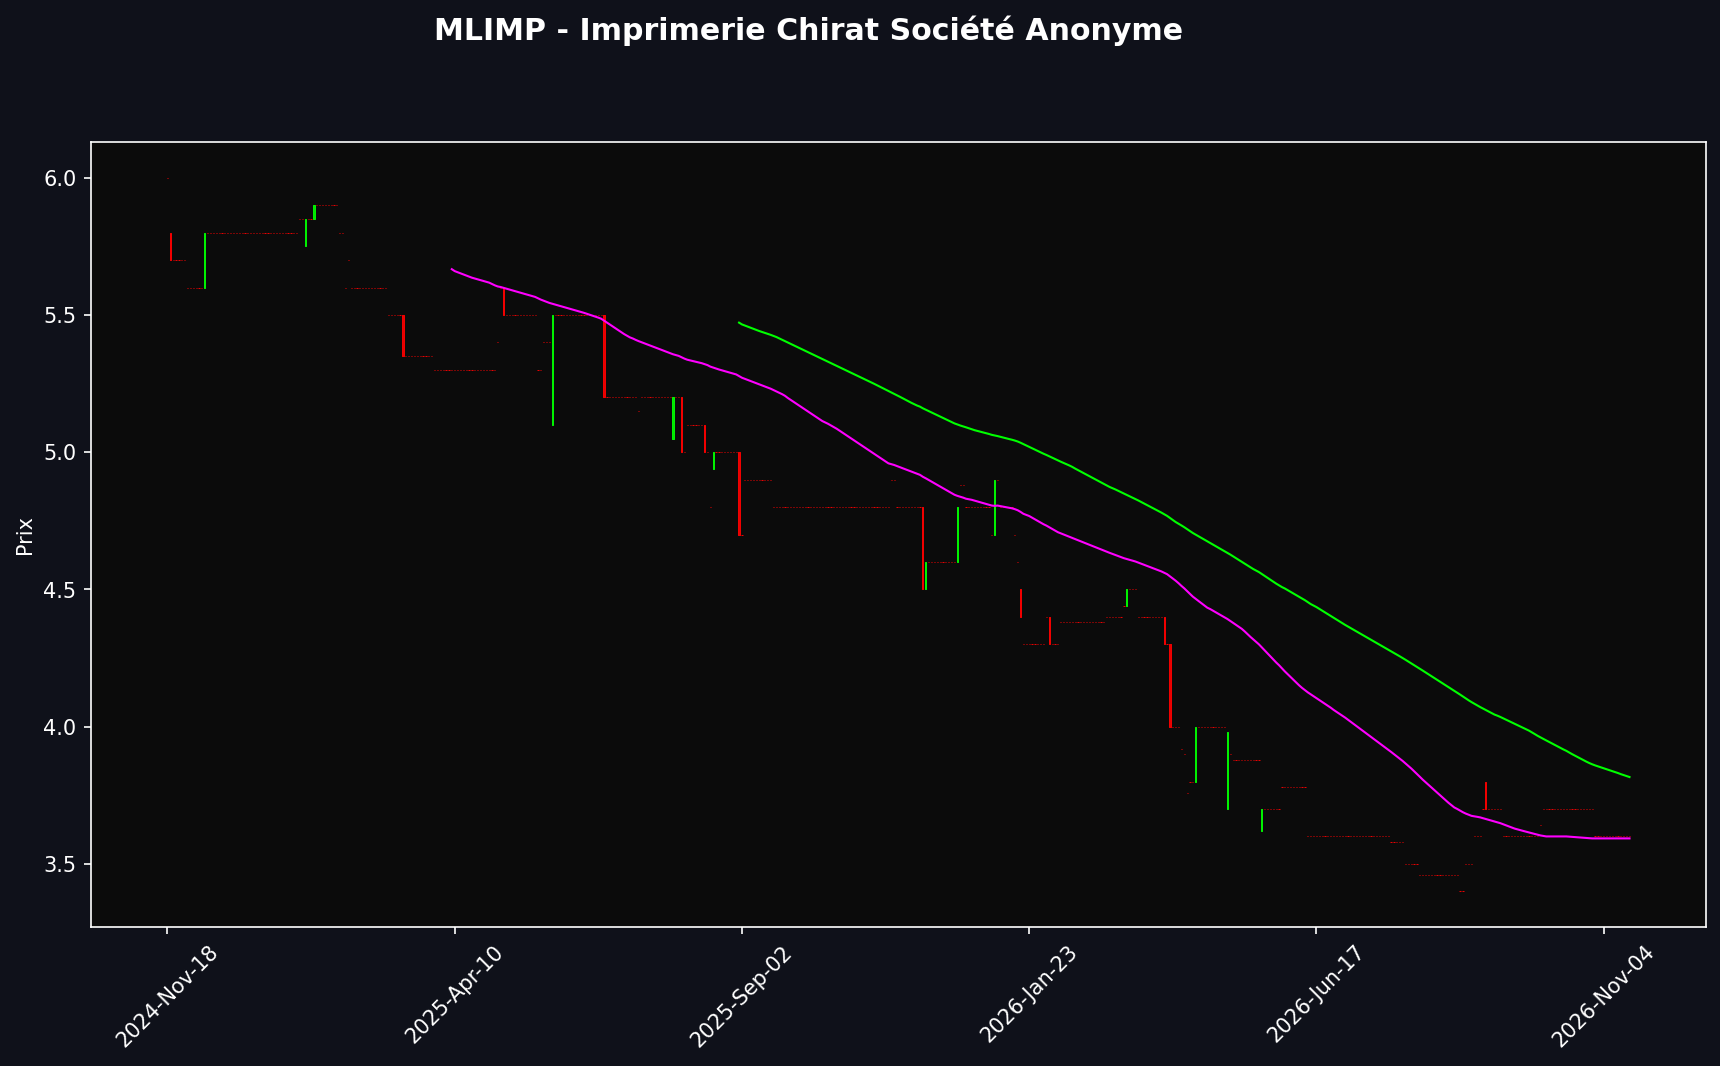 MLIMP - Imprimerie Chirat Société Anonyme
Prix
6.0
5.5
5.0
4.5
4.0
3.5
2024-Nov-18
2025-Apr-10
2025-Sep-02
2026-Jan-23
2026-Jun-17
2026-Nov-04